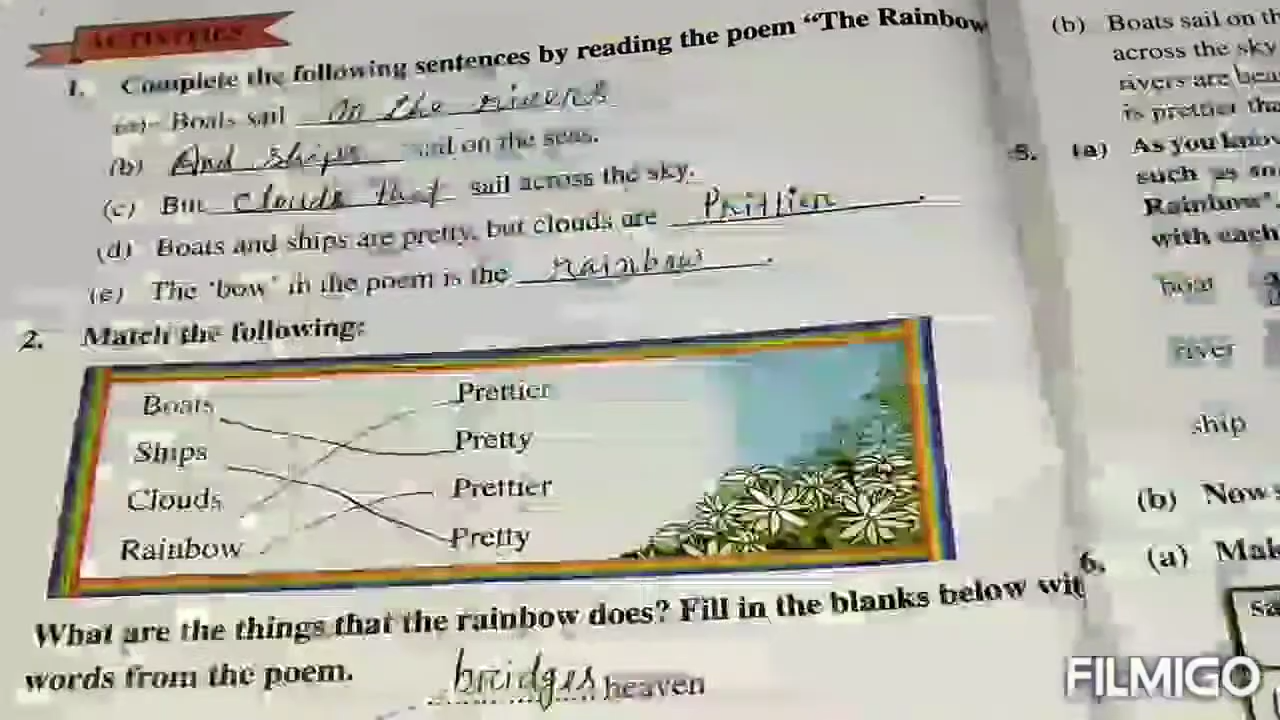 ACTIVITIES
1. Complete the following sentences by reading the poem "The Rainbow
(a) Boats sail on the rivers
(b) And ships sail on the seas.
(c) But clouds that sail across the sky.
(d) Boats and ships are pretty, but clouds are Prittier.
(e) The 'bow' in the poem is the rainbow.
2. Match the following:
Boats Prettier
Ships Pretty
Clouds Prettier
Rainbow Pretty
What are the things that the rainbow does? Fill in the blanks below wit
words from the poem.
bridges heaven
(b) Boats sail on th
across the sky
rivers are
is prettier tha
5. (a) As you know
such as
Rainbow'.
with each
boat
river
ship
(b) Now
6. (a) Mak
Sa
FILMIGO